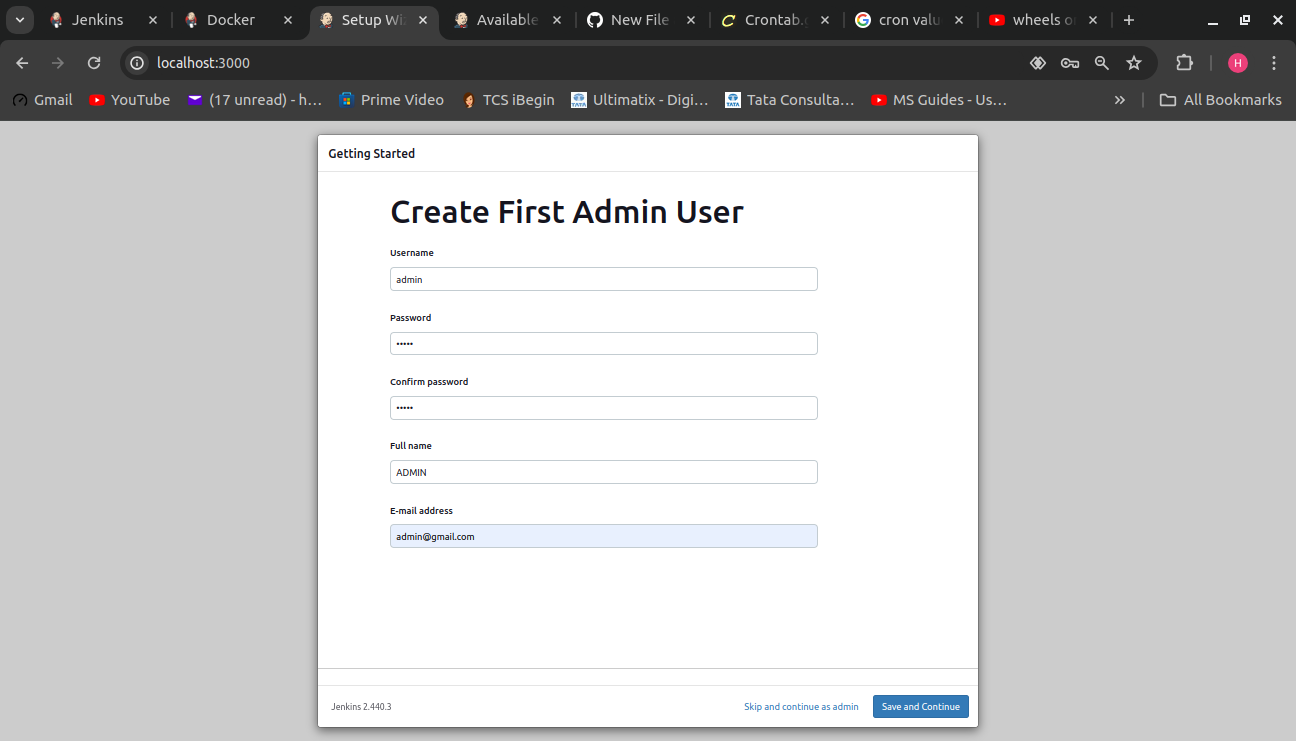 Jenkins
Docker
Setup Wiz
Available
New File
Crontab.g
cron valu
wheels o
localhost:3000
H
Gmail
YouTube
(17 unread) - h...
Prime Video
TCS iBegin
Ultimatix - Digi...
TATA
Tata Consulta...
TATA
MS Guides - Us...
»
All Bookmarks
Getting Started
Create First Admin User
Username
admin
Password
•••••
Confirm password
•••••
Full name
ADMIN
E-mail address
admin@gmail.com
Jenkins 2.440.3
Skip and continue as admin
Save and Continue